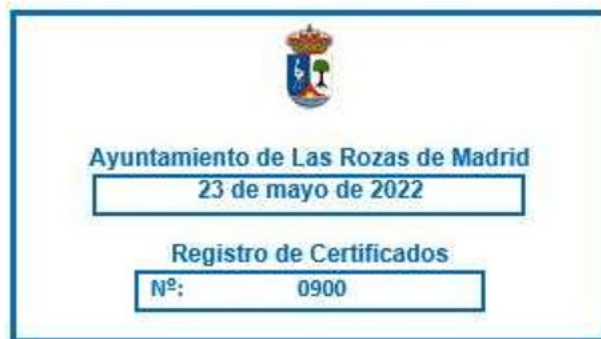 Ayuntamiento de Las Rozas de Madrid
23 de mayo de 2022
Registro de Certificados
Nº: 0900